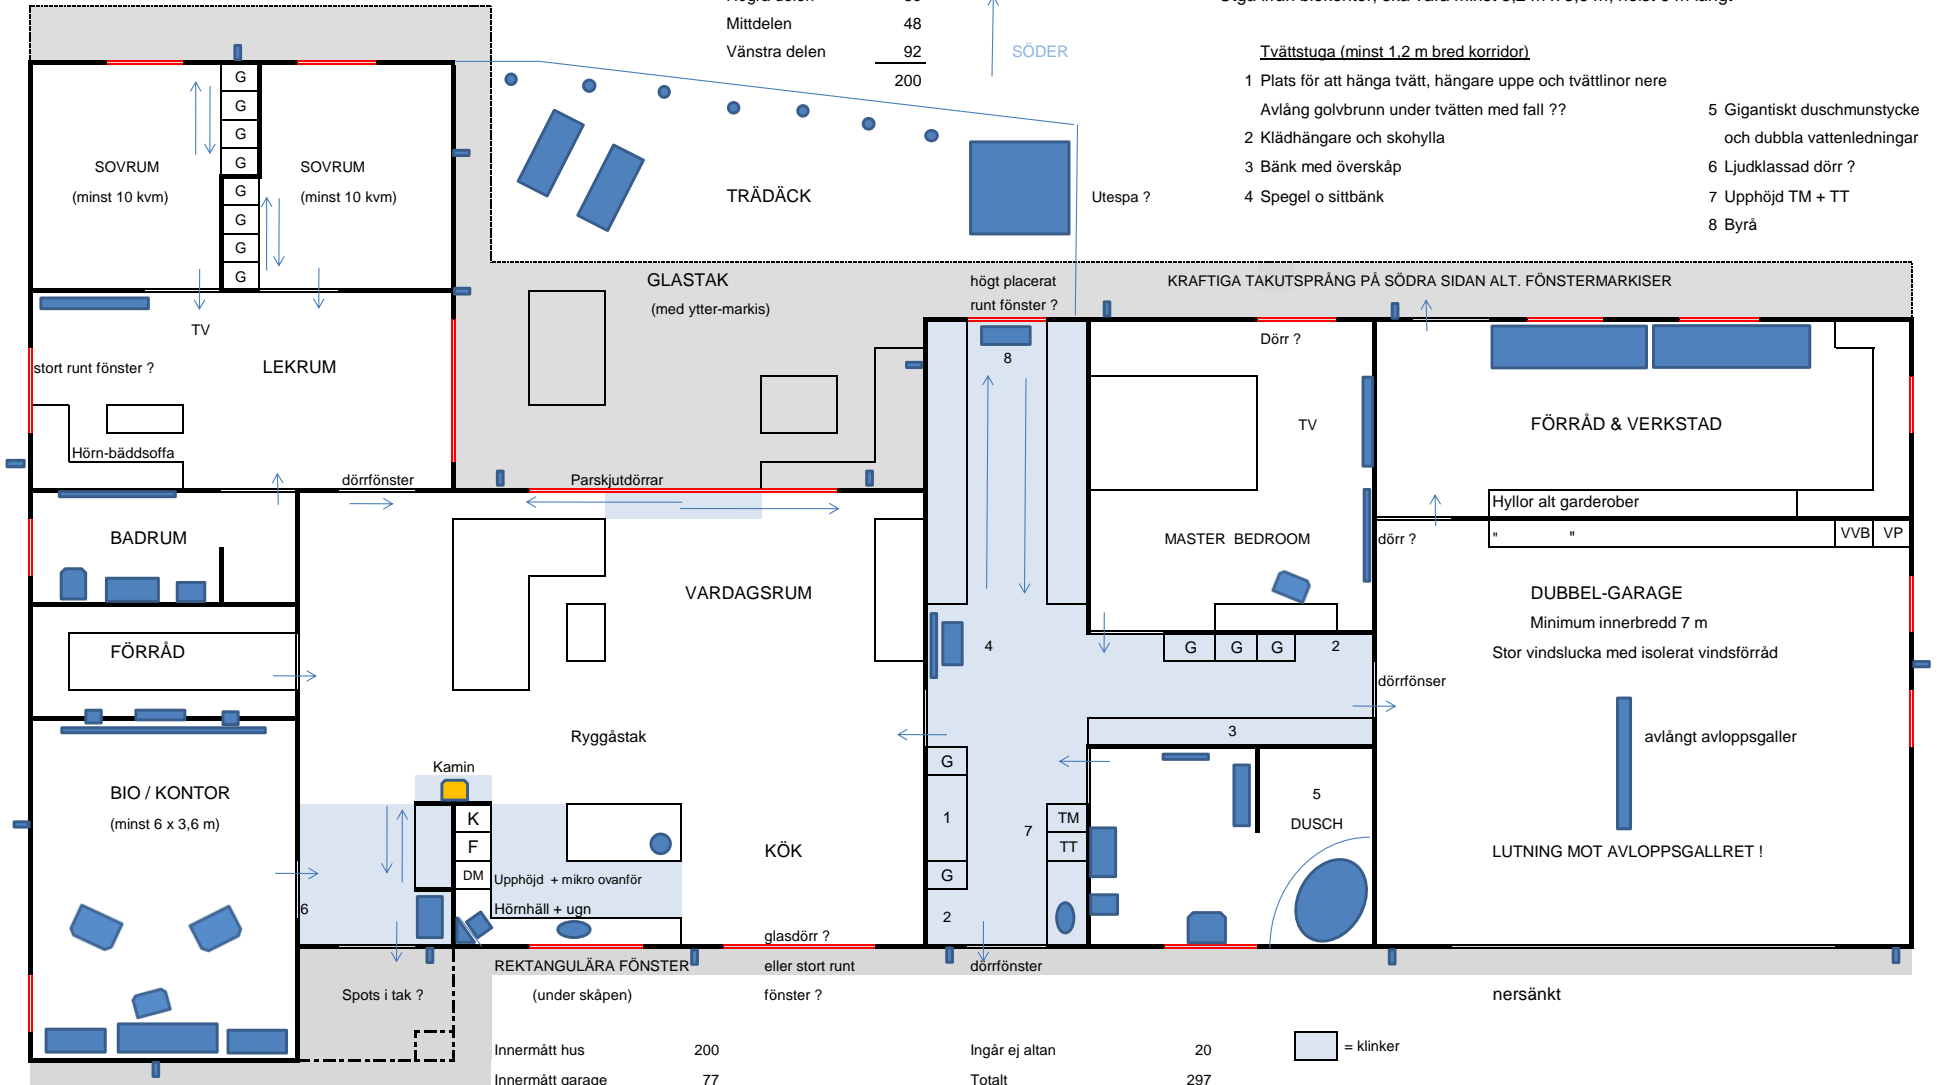 Mittdelen 48
Vänstra delen 92
200
SÖDER
Tvättstuga (minst 1,2 m bred korridor)
1 Plats för att hänga tvätt, hängare uppe och tvättlinor nere
Avlång golvbrunn under tvätten med fall ??
2 Klädhängare och skohylla
3 Bänk med överskåp
4 Spegel o sittbänk
5 Gigantiskt duschmunstycke
och dubbla vattenledningar
6 Ljudklassad dörr ?
7 Upphöjd TM + TT
8 Byrå
G
G
G
G
G
G
G
G
SOVRUM
(minst 10 kvm)
SOVRUM
(minst 10 kvm)
TRÄDÄCK
Utespa ?
GLASTAK
(med ytter-markis)
högt placerat
runt fönster ?
KRAFTIGA TAKUTSPRÅNG PÅ SÖDRA SIDAN ALT. FÖNSTERMARKISER
TV
stort runt fönster ?
LEKRUM
Hörn-bäddsoffa
dörrfönster
Parskjutdörrar
8
Dörr ?
TV
FÖRRÅD & VERKSTAD
Hyllor alt garderober
" "
VVB VP
BADRUM
VARDAGSRUM
MASTER BEDROOM
dörr ?
DUBBEL-GARAGE
Minimum innerbredd 7 m
Stor vindslucka med isolerat vindsförråd
FÖRRÅD
4
G G G 2
dörrfönser
Ryggåstak
3
avlångt avloppsgaller
Kamin
BIO / KONTOR
(minst 6 x 3,6 m)
K
F
DM
Upphöjd + mikro ovanför
Hörnhäll + ugn
KÖK
G
1
G
2
7
TM
TT
5
DUSCH
LUTNING MOT AVLOPPSGALLRET !
6
glasdörr ?
REKTANGULÄRA FÖNSTER
(under skåpen)
eller stort runt
fönster ?
dörrfönster
Spots i tak ?
nersänkt
Innermått hus 200
Innermått garage 77
Ingår ej altan 20
Totalt 297
= klinker